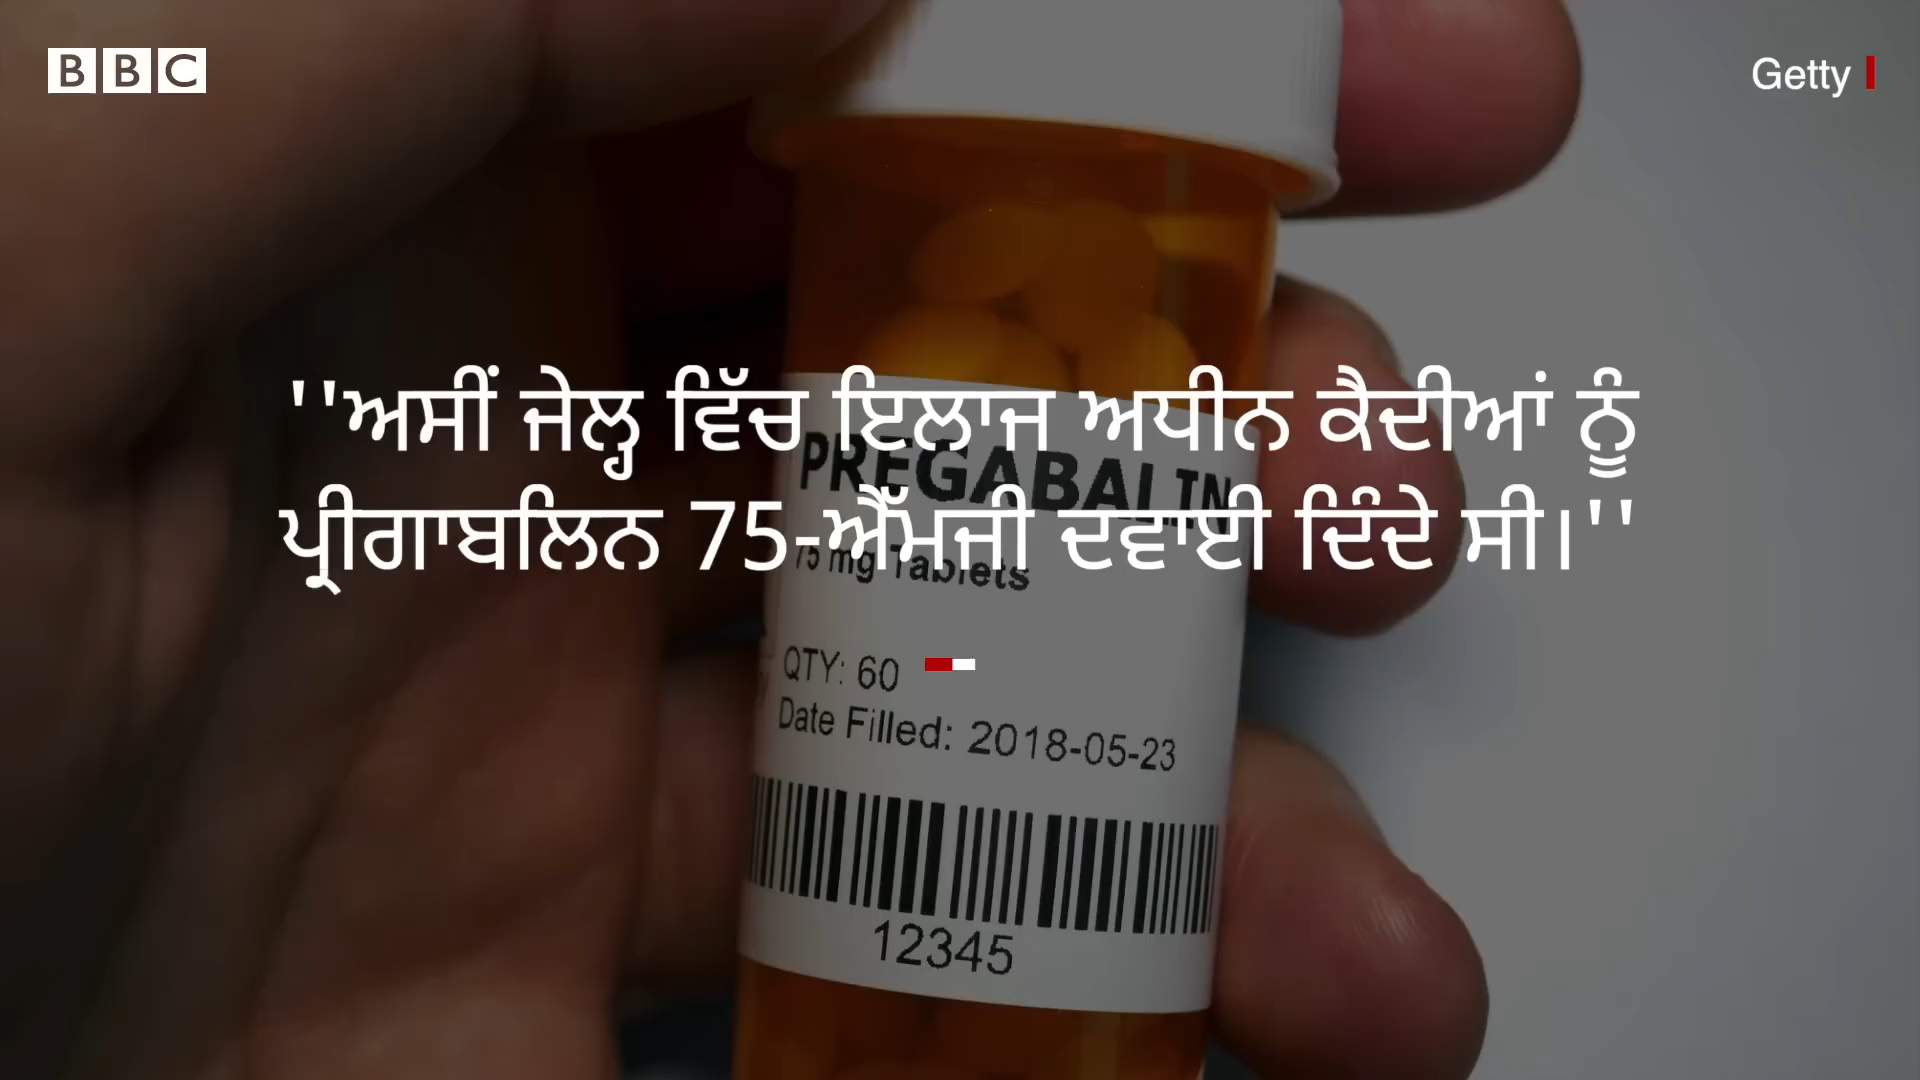 BBC
Getty
''ਅਸੀਂ ਜੇਲ੍ਹ ਵਿੱਚ ਇਲਾਜ ਅਧੀਨ ਕੈਦੀਆਂ ਨੂੰ
ਪ੍ਰੀਗਾਬਲਿਨ 75-ਐੱਮਜੀ ਦਵਾਈ ਦਿੰਦੇ ਸੀ।''
PREGABALIN
75 mg Tablets
QTY: 60
Date Filled: 2018-05-23
12345